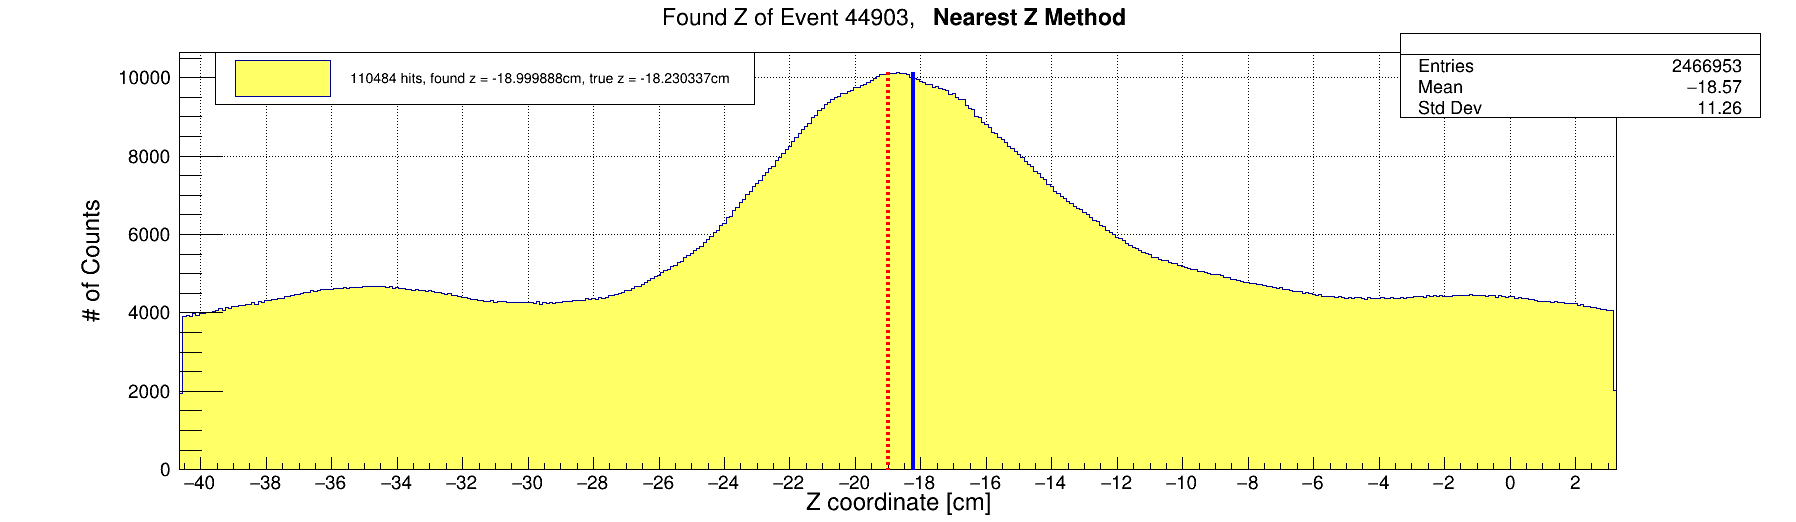 Found Z of Event 44903, Nearest Z Method
110484 hits, found z = -18.999888cm, true z = -18.230337cm
Entries 2466953
Mean −18.57
Std Dev 11.26
# of Counts
10000
8000
6000
4000
2000
0
−40 −38 −36 −34 −32 −30 −28 −26 −24 −22 −20 −18 −16 −14 −12 −10 −8 −6 −4 −2 0 2
Z coordinate [cm]